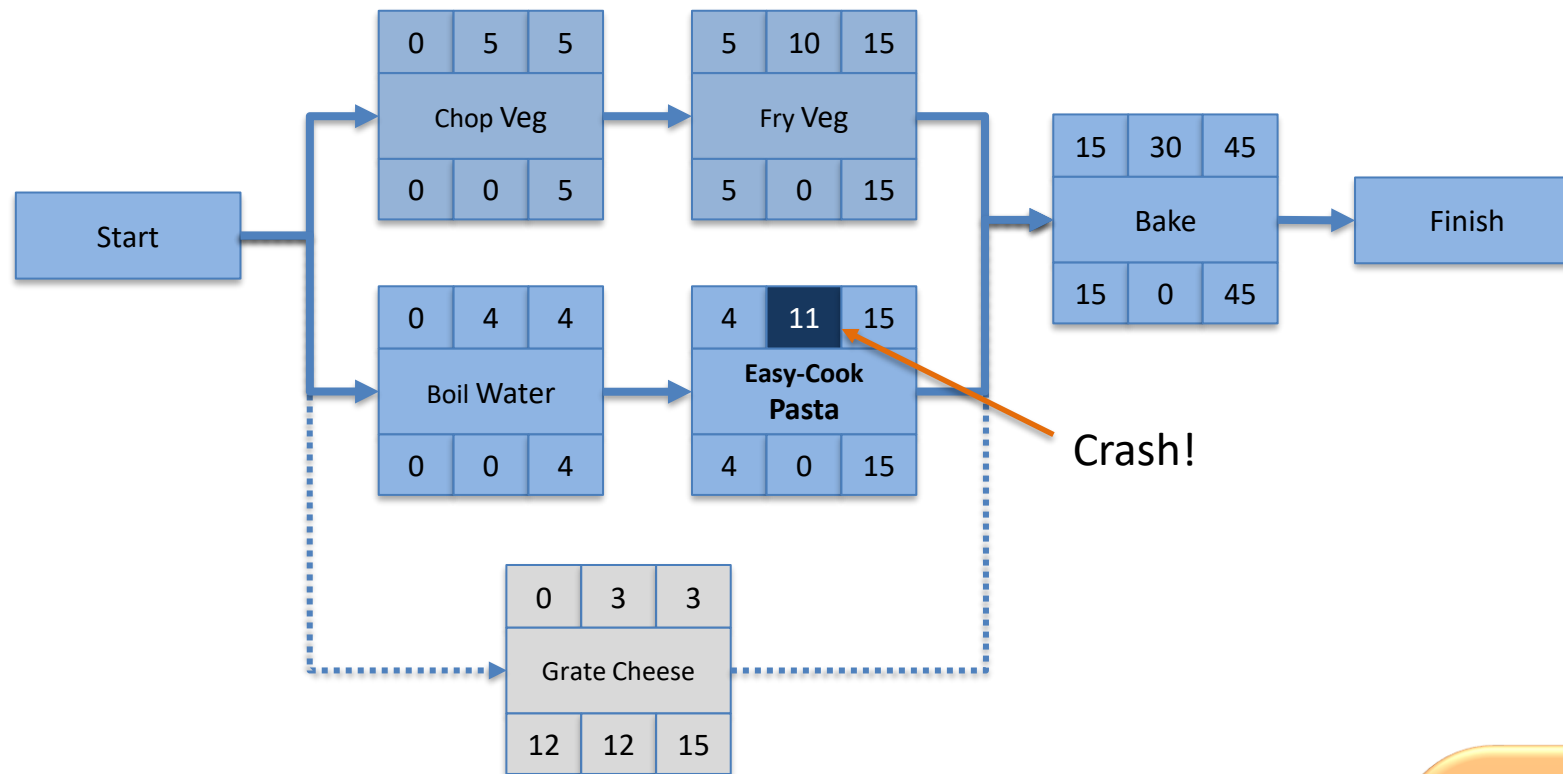 0 5 5
Chop Veg
0 0 5
5 10 15
Fry Veg
5 0 15
15 30 45
Bake
15 0 45
Start
Finish
0 4 4
Boil Water
0 0 4
4 11 15
Easy-Cook
Pasta
4 0 15
Crash!
0 3 3
Grate Cheese
12 12 15